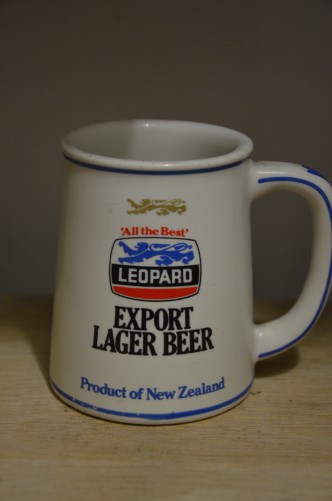 'All the Best'
LEOPARD
EXPORT
LAGER BEER
Product of New Zealand